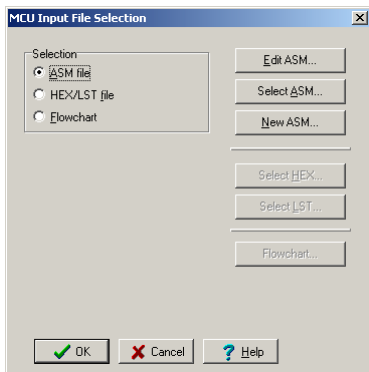 MCU Input File Selection
Selection
ASM file
HEX/LST file
Flowchart
Edit ASM...
Select ASM...
New ASM...
Select HEX...
Select LST...
Flowchart...
OK
Cancel
Help